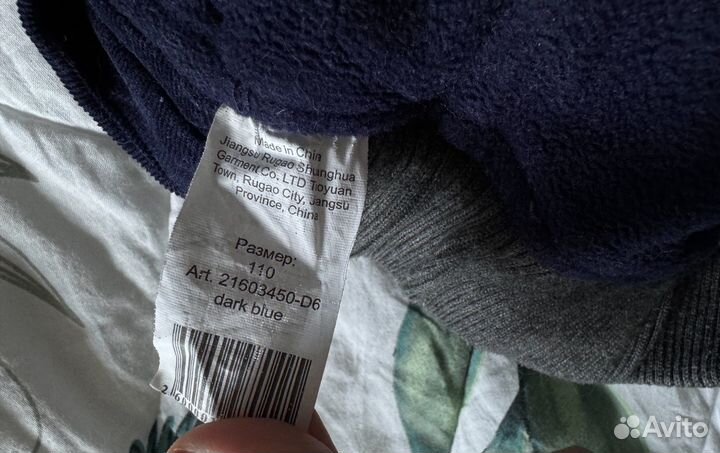 Made in China
Jiangsu Rugao Shunghua
Garment Co. LTD Toyuan
Town, Rugao City, Jangsu
Province, China
Размер:
110
Art. 21603450-D6
dark blue
Avito